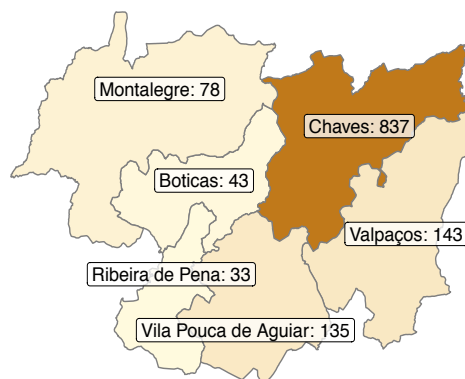 Montalegre: 78
Chaves: 837
Boticas: 43
Valpaços: 143
Ribeira de Pena: 33
Vila Pouca de Aguiar: 135